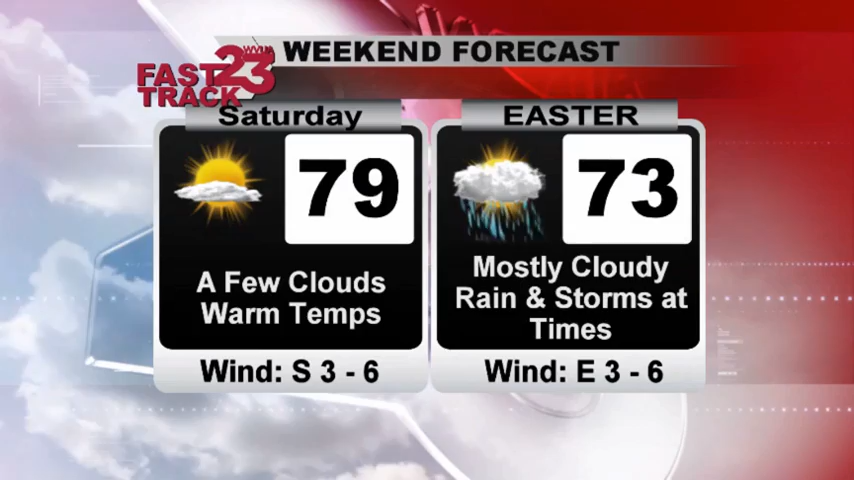 WEEKEND FORECAST
WVUA
23
FAST
TRACK
Saturday
79
A Few Clouds
Warm Temps
Wind: S 3 - 6
EASTER
73
Mostly Cloudy
Rain & Storms at
Times
Wind: E 3 - 6